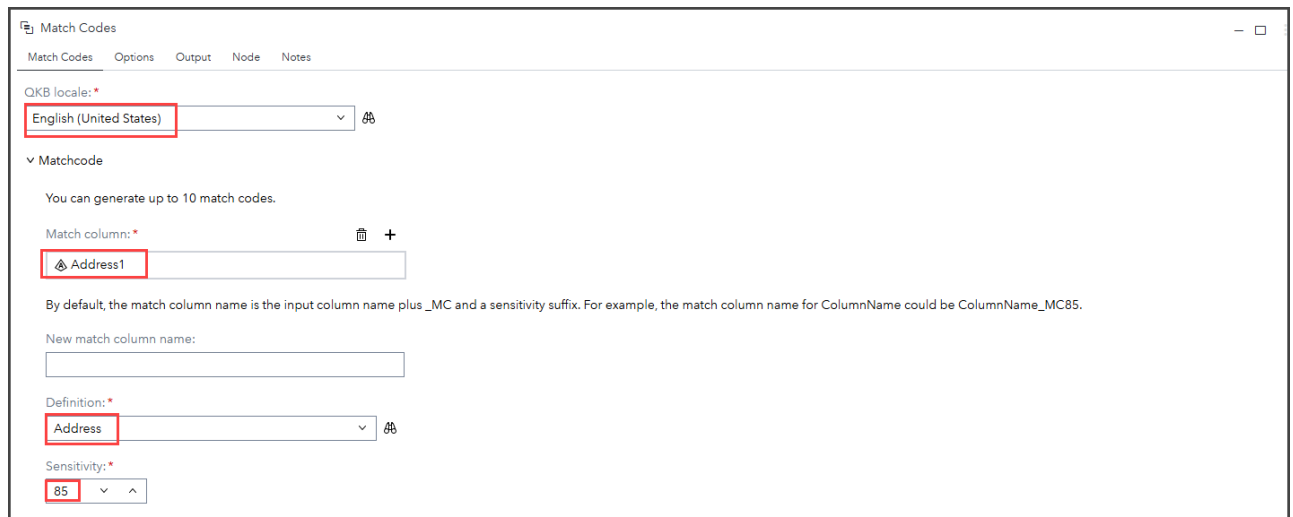 Match Codes
Match Codes Options Output Node Notes
QKB locale:*
English (United States)
Matchcode
You can generate up to 10 match codes.
Match column:*
Address1
By default, the match column name is the input column name plus _MC and a sensitivity suffix. For example, the match column name for ColumnName could be ColumnName_MC85.
New match column name:
Definition:*
Address
Sensitivity:*
85